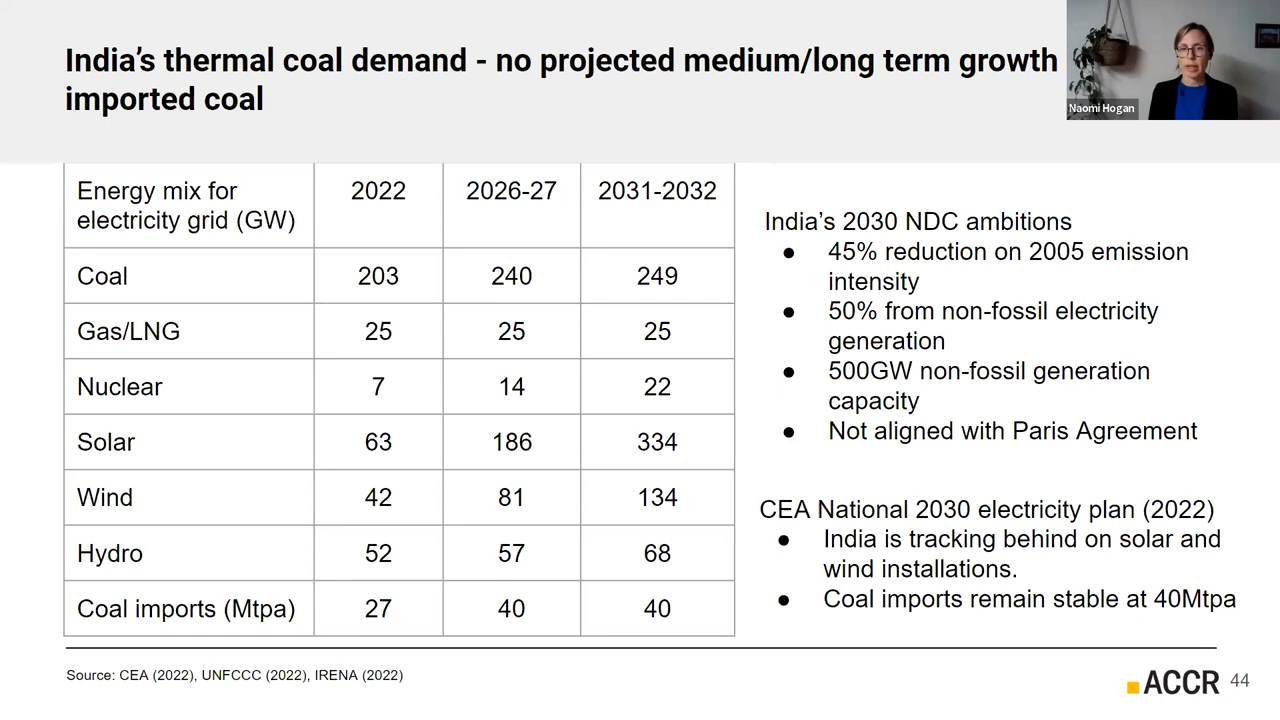 India’s thermal coal demand - no projected medium/long term growth
imported coal
Naomi Hogan
Energy mix for 2022 2026-27 2031-2032
electricity grid (GW)
Coal 203 240 249
Gas/LNG 25 25 25
Nuclear 7 14 22
Solar 63 186 334
Wind 42 81 134
Hydro 52 57 68
Coal imports (Mtpa) 27 40 40
India’s 2030 NDC ambitions
● 45% reduction on 2005 emission
intensity
● 50% from non-fossil electricity
generation
● 500GW non-fossil generation
capacity
● Not aligned with Paris Agreement
CEA National 2030 electricity plan (2022)
● India is tracking behind on solar and
wind installations.
● Coal imports remain stable at 40Mtpa
Source: CEA (2022), UNFCCC (2022), IRENA (2022)
ACCR 44